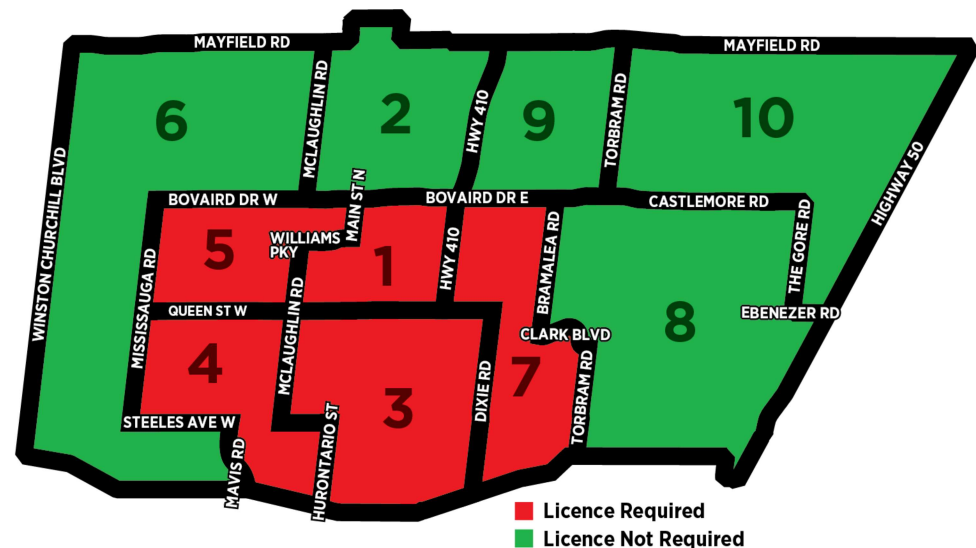 MAYFIELD RD
MAYFIELD RD
6
MCLAUGHLIN RD
2
HWY 410
9
TORBRAM RD
10
WINSTON CHURCHILL BLVD
HIGHWAY 50
BOVAIRD DR W
MAIN ST N
BOVAIRD DR E
CASTLEMORE RD
5
WILLIAMS
PKY
1
HWY 410
BRAMALEA RD
THE GORE RD
MISSISSAUGA RD
QUEEN ST W
MCLAUGHLIN RD
EBENEZER RD
8
CLARK BLVD
4
3
DIXIE RD
7
TORBRAM RD
STEELES AVE W
MAVIS RD
HURONTARIO ST
Licence Required
Licence Not Required